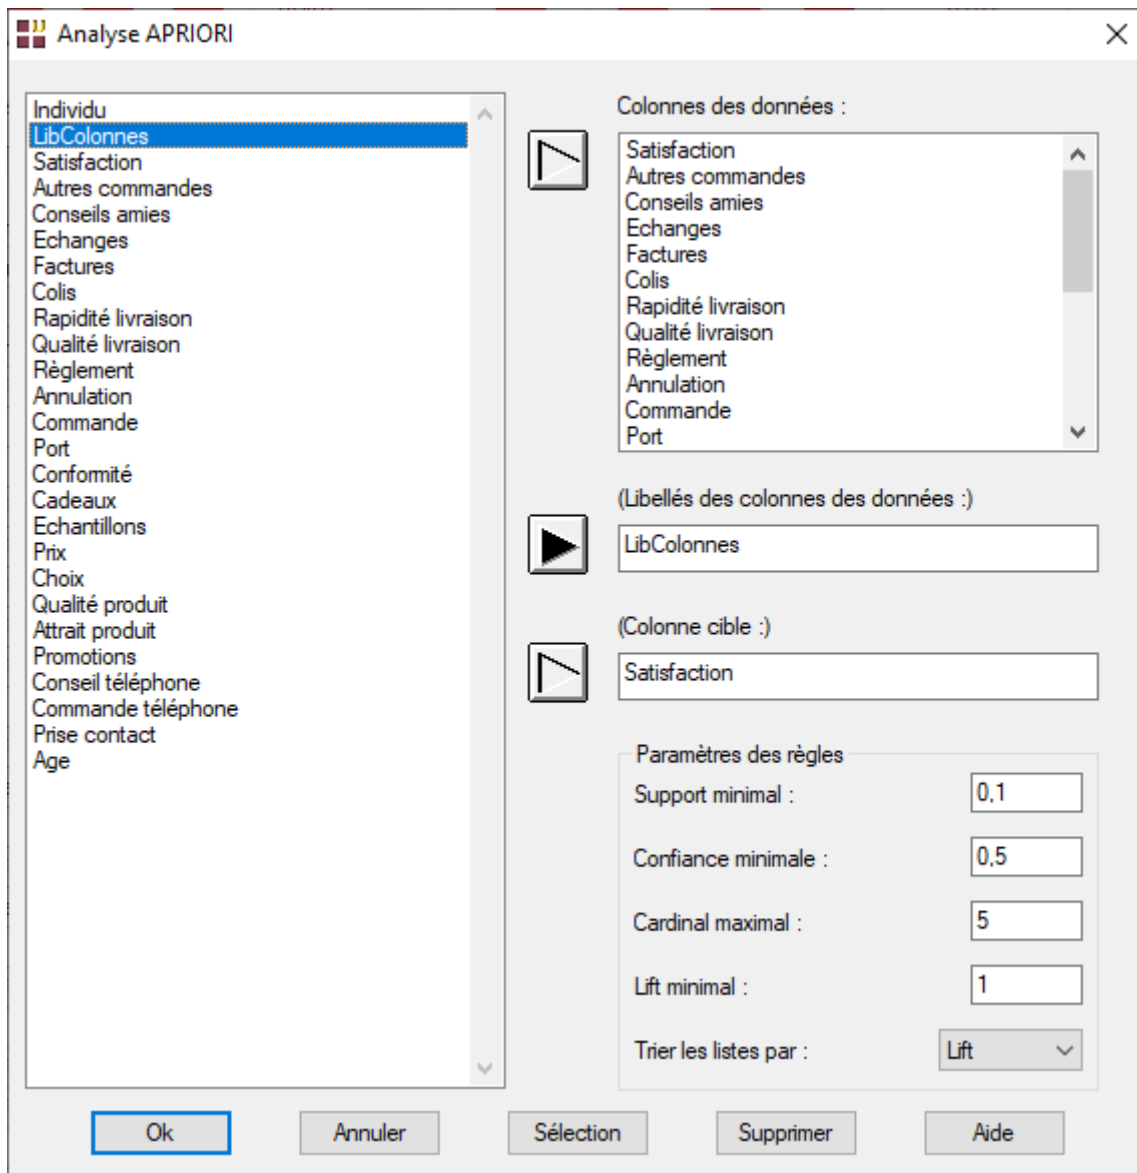 Analyse APRIORI
Individu
LibColonnes
Satisfaction
Autres commandes
Conseils amies
Echanges
Factures
Colis
Rapidité livraison
Qualité livraison
Règlement
Annulation
Commande
Port
Conformité
Cadeaux
Echantillons
Prix
Choix
Qualité produit
Attrait produit
Promotions
Conseil téléphone
Commande téléphone
Prise contact
Age
Colonnes des données :
Satisfaction
Autres commandes
Conseils amies
Echanges
Factures
Colis
Rapidité livraison
Qualité livraison
Règlement
Annulation
Commande
Port
(Libellés des colonnes des données :)
LibColonnes
(Colonne cible :)
Satisfaction
Paramètres des règles
Support minimal : 0,1
Confiance minimale : 0,5
Cardinal maximal : 5
Lift minimal : 1
Trier les listes par : Lift
Ok Annuler Sélection Supprimer Aide